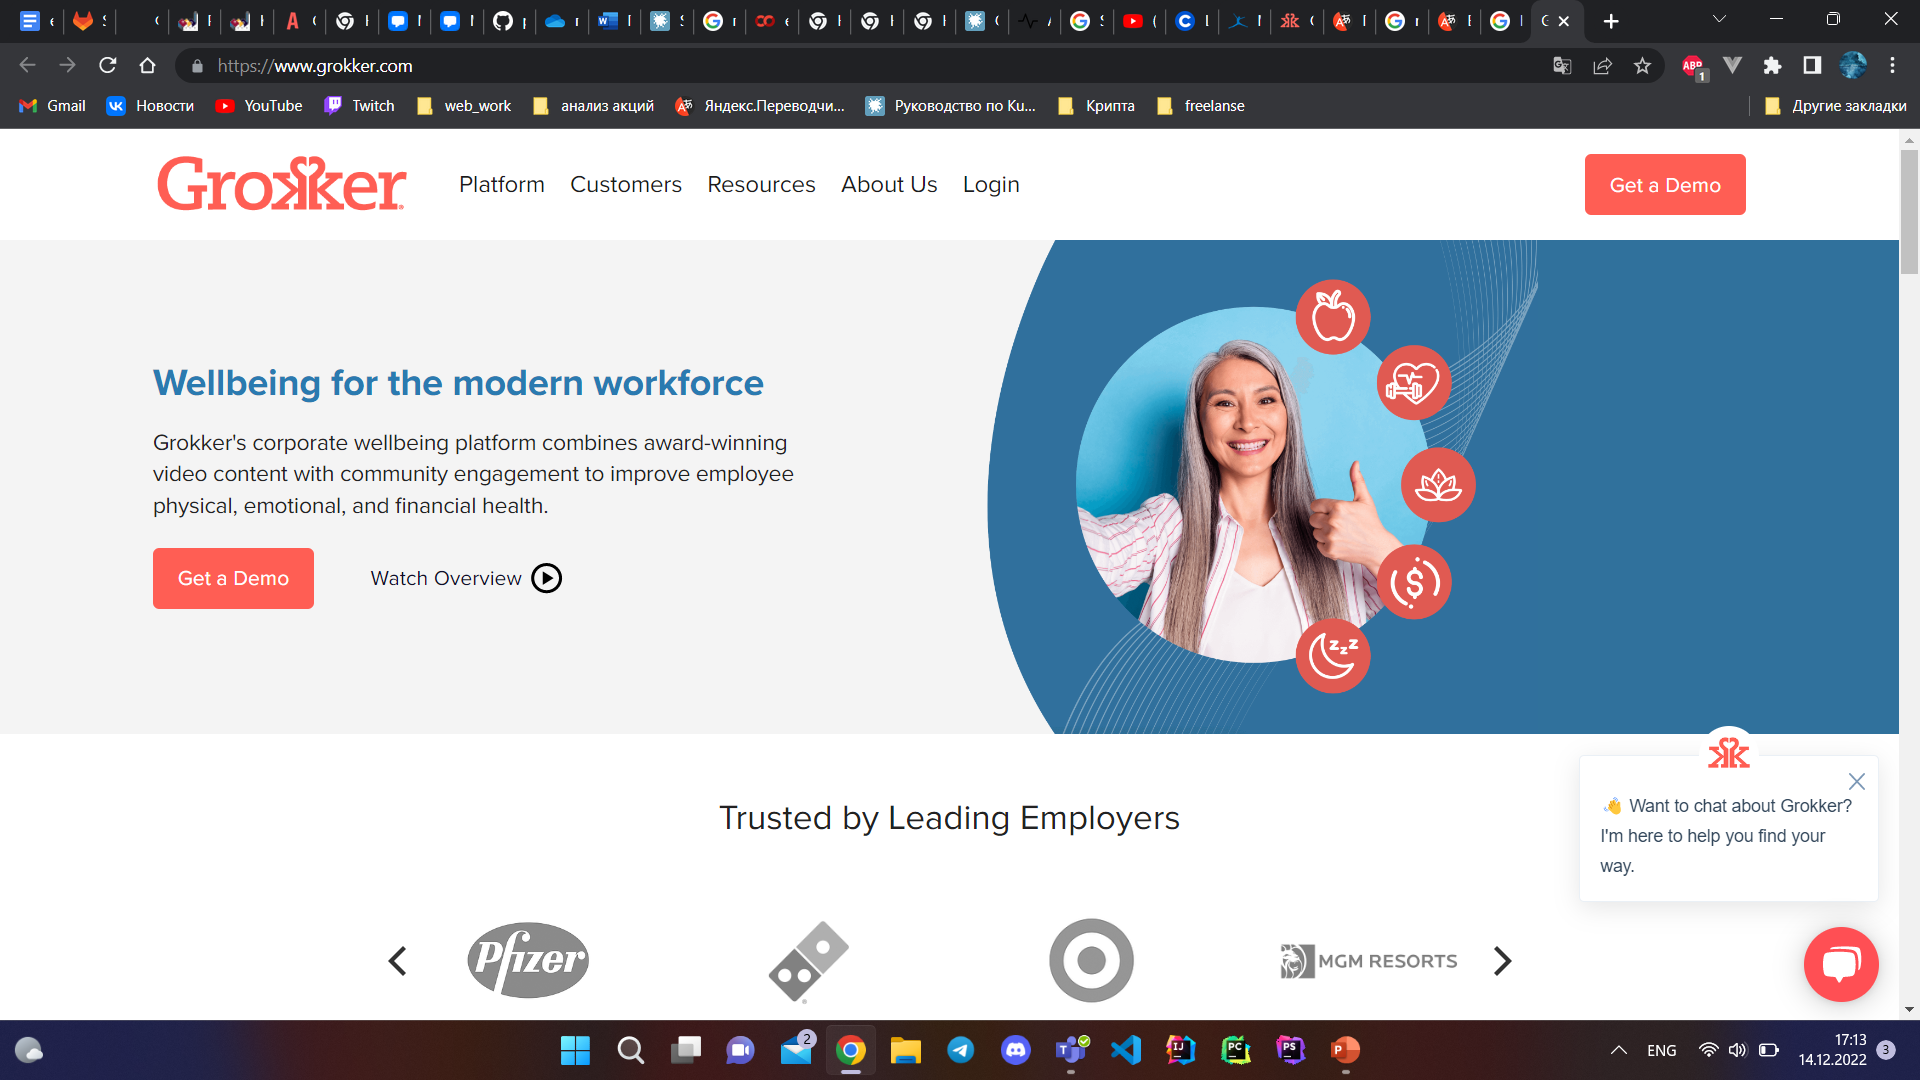 https://www.grokker.com
ABP
1
Gmail
Новости
YouTube
Twitch
web_work
анализ акций
Яндекс.Переводчи...
Руководство по Ku...
Крипта
freelanse
Другие закладки
Grokker
Platform
Customers
Resources
About Us
Login
Get a Demo
Wellbeing for the modern workforce
Grokker's corporate wellbeing platform combines award-winning
video content with community engagement to improve employee
physical, emotional, and financial health.
Get a Demo
Watch Overview
Trusted by Leading Employers
Want to chat about Grokker?
I'm here to help you find your
way.
Pfizer
MGM RESORTS
2
ENG
17:13
14.12.2022
3